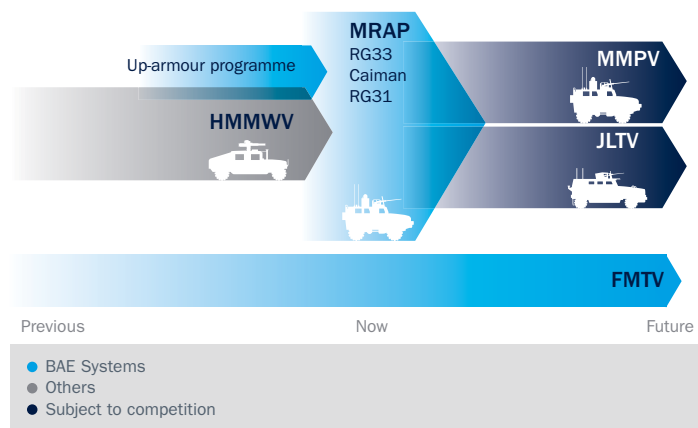 MRAP
RG33
Caiman
RG31
Up-armour programme
HMMWV
MMPV
JLTV
FMTV
Previous
Now
Future
BAE Systems
Others
Subject to competition